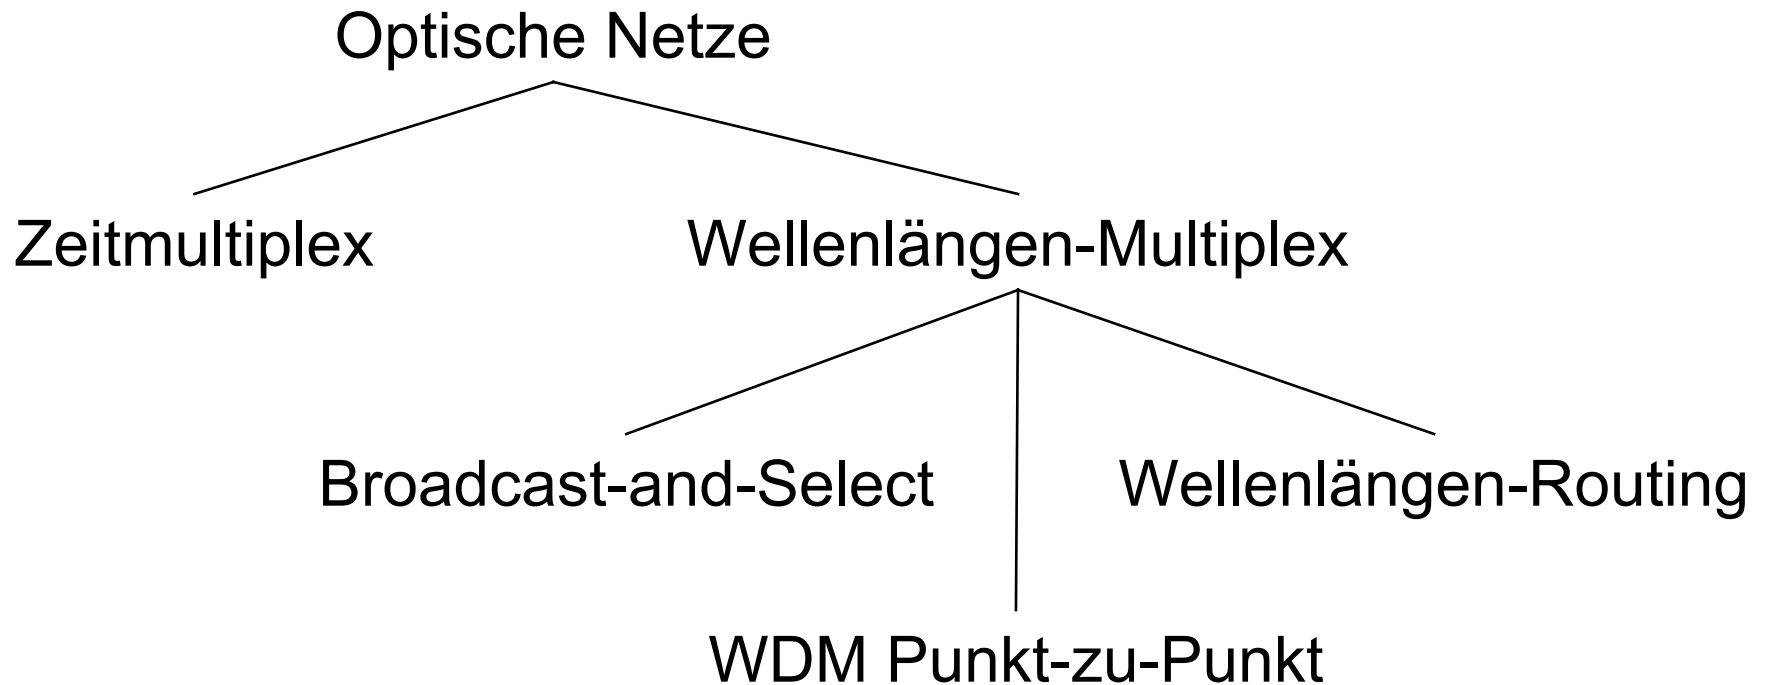 Optische Netze
Zeitmultiplex
Wellenlängen-Multiplex
Broadcast-and-Select
Wellenlängen-Routing
WDM Punkt-zu-Punkt